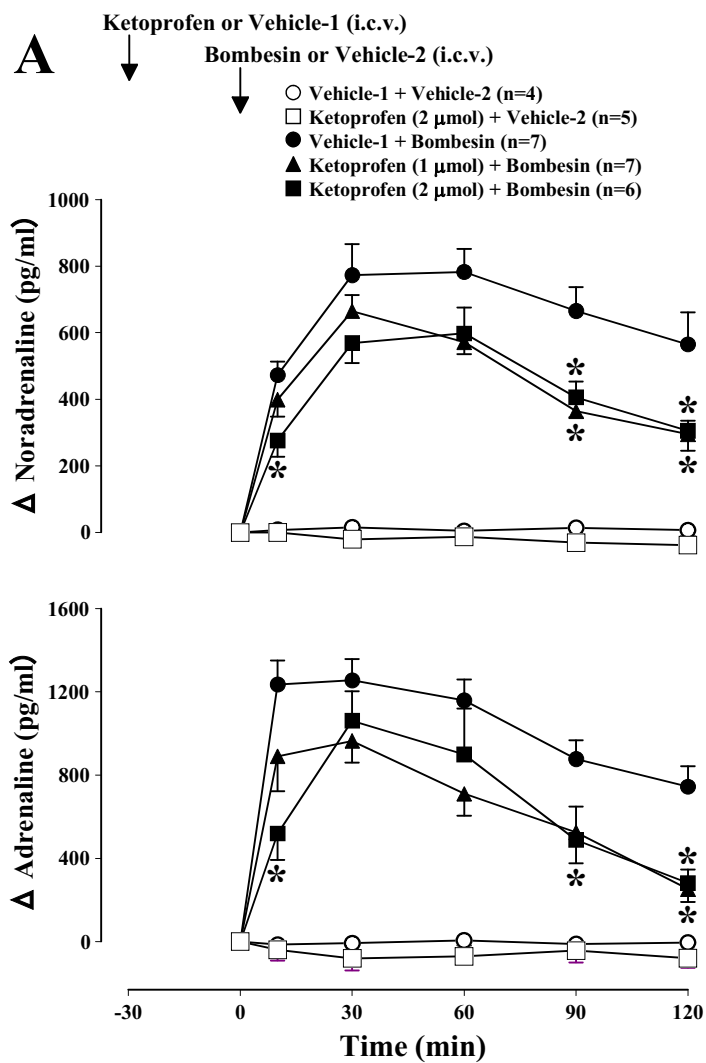 Ketoprofen or Vehicle-1 (i.c.v.)
A
Bombesin or Vehicle-2 (i.c.v.)
Vehicle-1 + Vehicle-2 (n=4)
Ketoprofen (2 μmol) + Vehicle-2 (n=5)
Vehicle-1 + Bombesin (n=7)
Ketoprofen (1 μmol) + Bombesin (n=7)
Ketoprofen (2 μmol) + Bombesin (n=6)
Δ Noradrenaline (pg/ml)
1000
800
600
400
200
0
* * * * *
Δ Adrenaline (pg/ml)
1600
1200
800
400
0
* * * *
-30 0 30 60 90 120
Time (min)